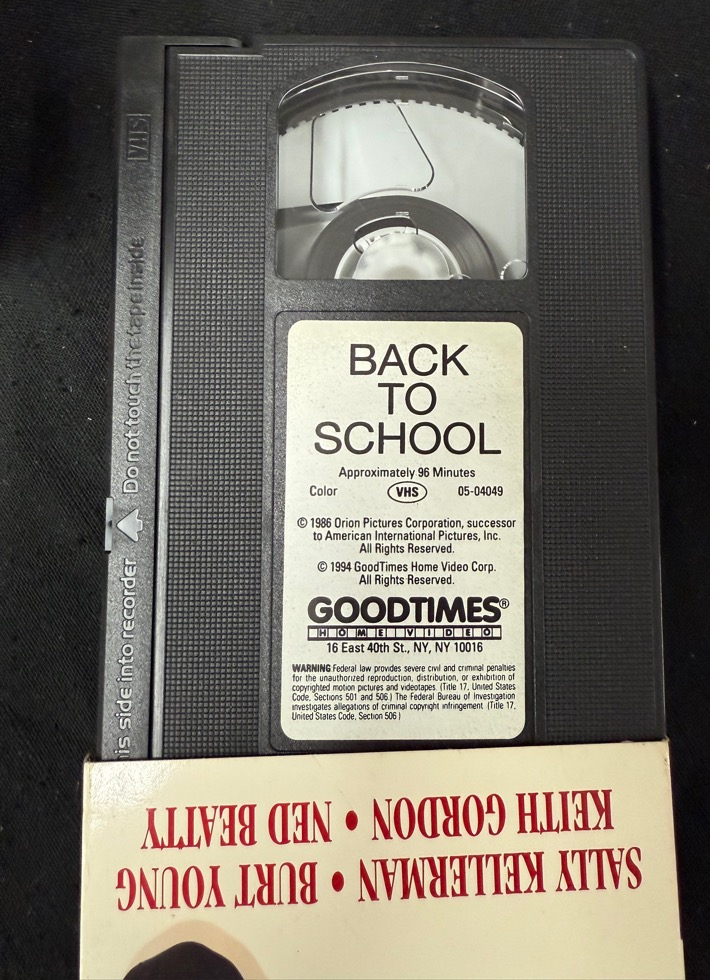 VHS
Do not touch the tape inside
is side into recorder
BACK
TO
SCHOOL
Approximately 96 Minutes
Color VHS 05-04049
© 1986 Orion Pictures Corporation, successor
to American International Pictures, Inc.
All Rights Reserved.
© 1994 GoodTimes Home Video Corp.
All Rights Reserved.
GOODTIMES®
HOME VIDEO
16 East 40th St., NY, NY 10016
WARNING Federal law provides severe civil and criminal penalties
for the unauthorized reproduction, distribution, or exhibition of
copyrighted motion pictures and videotapes. (Title 17, United States
Code, Sections 501 and 506.) The Federal Bureau of Investigation
investigates allegations of criminal copyright infringement. (Title 17,
United States Code, Section 506.)
SALLY KELLERMAN • BURT YOUNG
KEITH GORDON • NED BEATTY